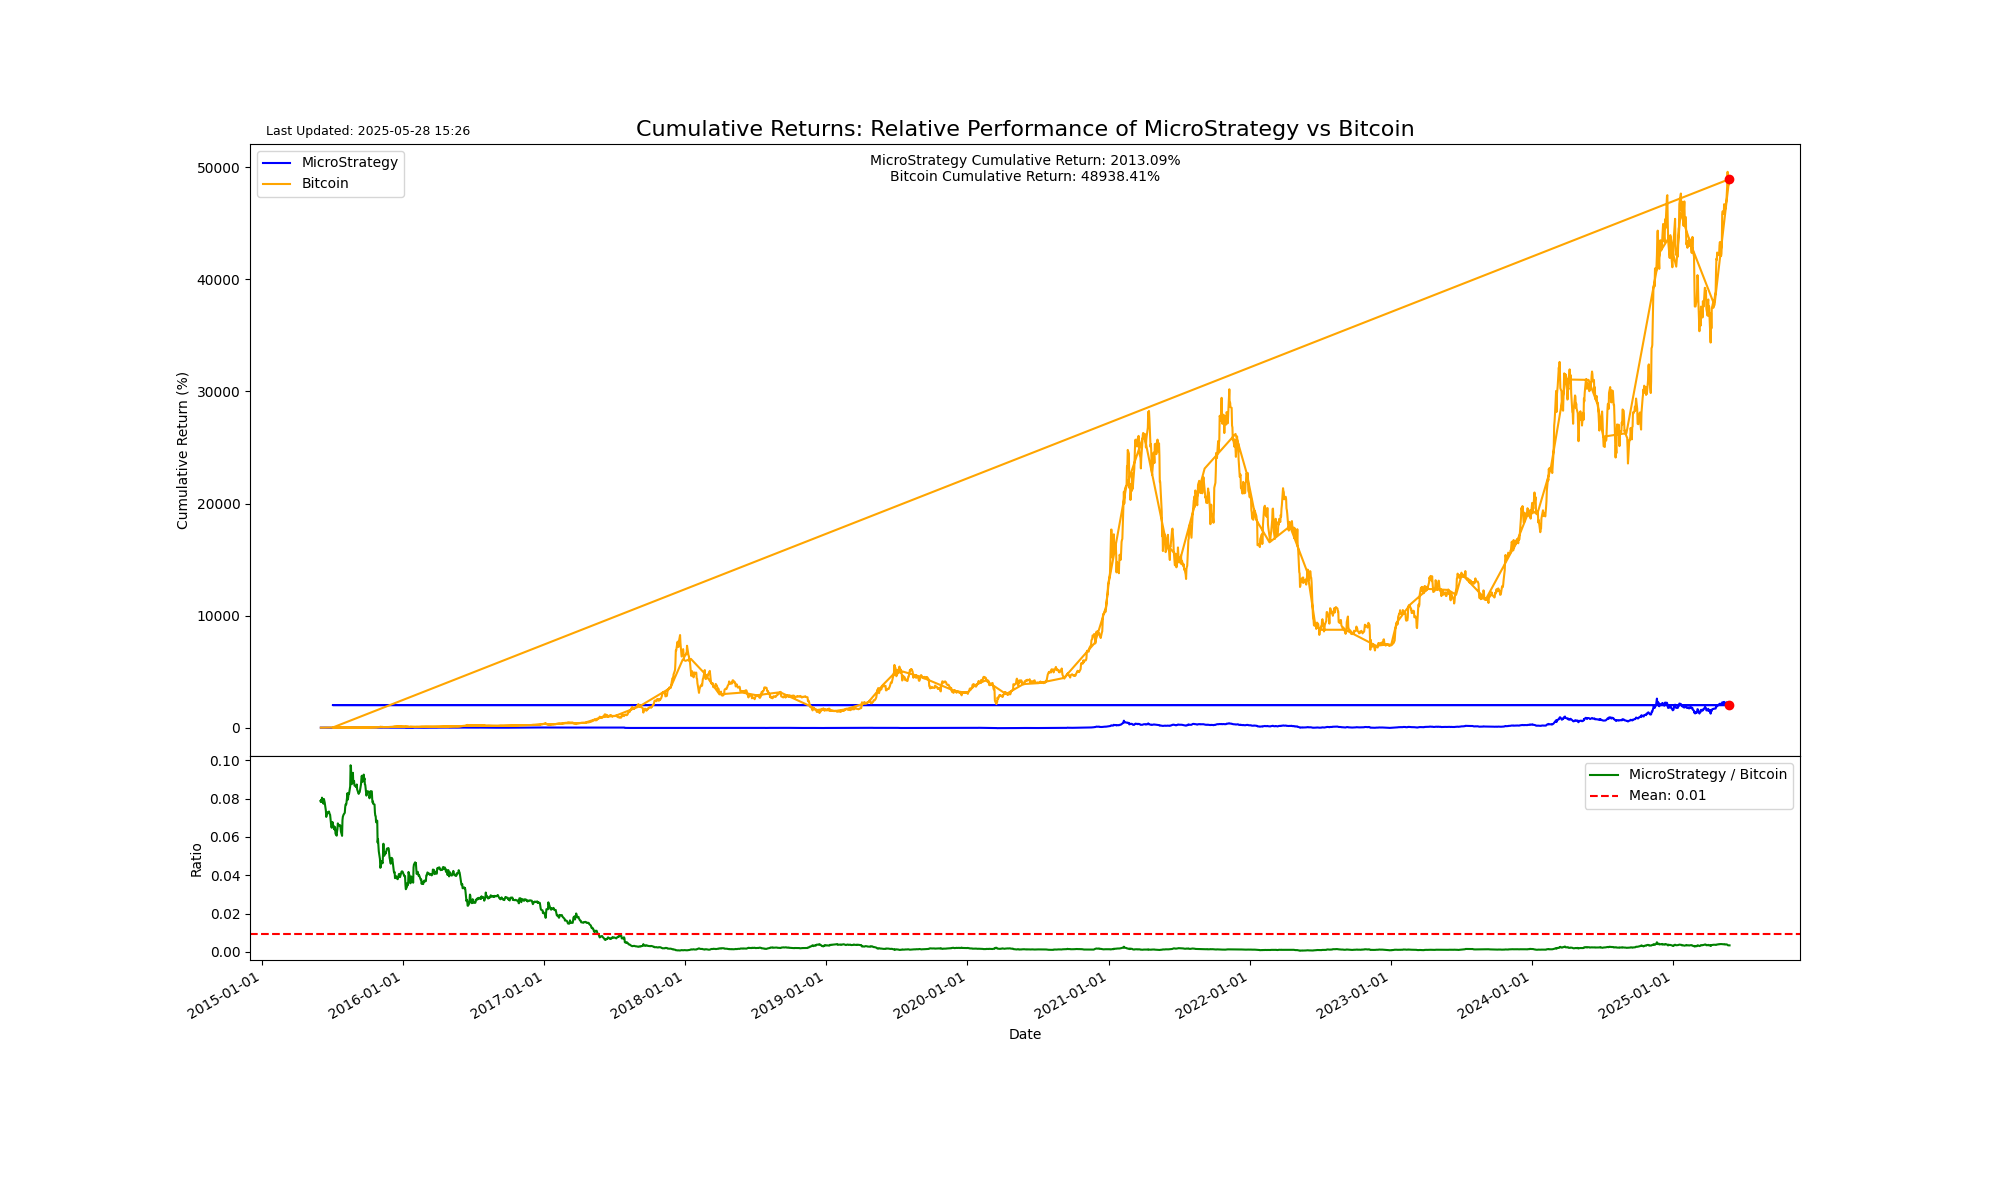 Last Updated: 2025-05-28 15:26
Cumulative Returns: Relative Performance of MicroStrategy vs Bitcoin
MicroStrategy
Bitcoin
MicroStrategy Cumulative Return: 2013.09%
Bitcoin Cumulative Return: 48938.41%
Cumulative Return (%)
50000
40000
30000
20000
10000
0
MicroStrategy / Bitcoin
Mean: 0.01
Ratio
0.10
0.08
0.06
0.04
0.02
0.00
2015-01-01
2016-01-01
2017-01-01
2018-01-01
2019-01-01
2020-01-01
2021-01-01
2022-01-01
2023-01-01
2024-01-01
2025-01-01
Date